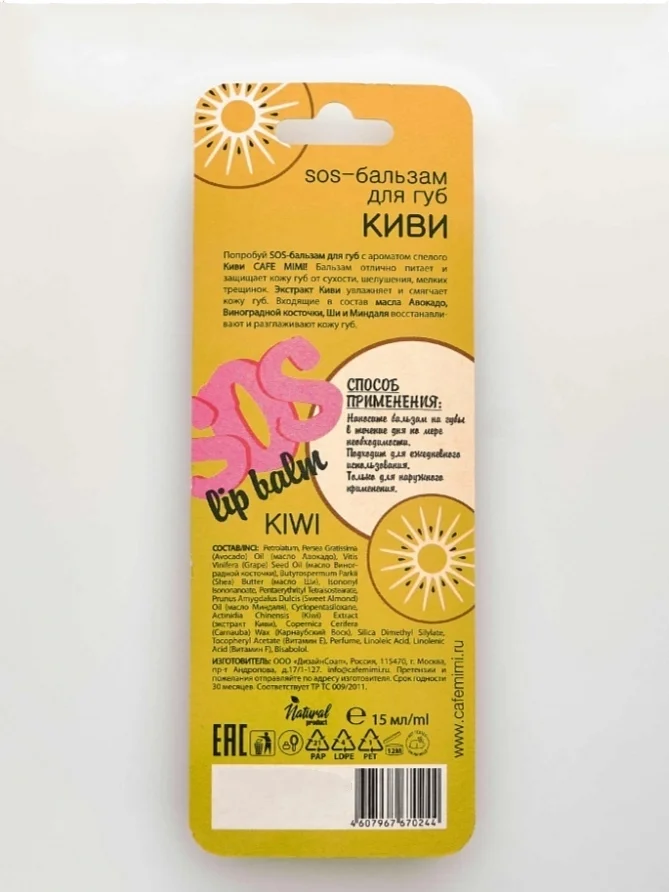 sos-бальзам
для губ
КИВИ
Попробуй SOS-бальзам для губ с ароматом спелого
Киви CAFE MIMI! Бальзам отлично питает и
защищает кожу губ от сухости, шелушения, мелких
трещинок. Экстракт Киви увлажняет и смягчает
кожу губ. Входящие в состав масла Авокадо,
Виноградной косточки, Ши и Миндаля восстанавли-
вают и разглаживают кожу губ.
SOS
lip balm
KIWI
СПОСОБ
ПРИМЕНЕНИЯ:
Наносите бальзам на губы
в течение дня по мере
необходимости.
Подходит для ежедневного
использования.
Только для наружного
применения.
СОСТАВ/INCI: Petrolatum, Persea Gratissima
(Avocado) Oil (масло Авокадо), Vitis
Vinifera (Grape) Seed Oil (масло Виног-
радной косточки), Butyrospermum Parkii
(Shea) Butter (масло Ши), Isononyl
Isononanoate, Pentaerythrityl Tetraisostearate,
Prunus Amygdalus Dulcis (Sweet Almond)
Oil (масло Миндаля), Cyclopentasiloxane,
Actinidia Chinensis (Kiwi) Extract
(экстракт Киви), Copernica Cerifera
(Carnauba) Wax (Карнаубский Воск), Silica Dimethyl Silylate,
Tocopheryl Acetate (Витамин Е), Perfume, Linoleic Acid, Linolenic
Acid (Витамин F), Bisabolol.
ИЗГОТОВИТЕЛЬ: ООО «ДизайнСоап», Россия, 115470, г. Москва,
пр-т Андропова, д.17/1-127. info@cafemimi.ru. Претензии и
пожелания отправляйте по адресу изготовителя. Срок годности
30 месяцев. Соответствует ТР ТС 009/2011.
Natural
product
℮ 15 мл/ml
EAC
21
PAP
4
LDPE
1
PET
12M
www.cafemimi.ru
4 607967 670244